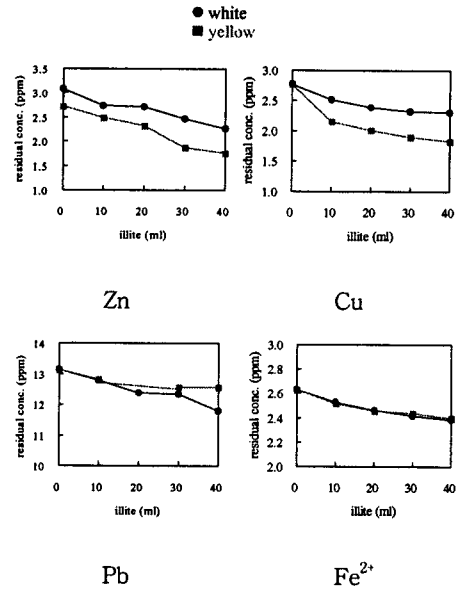 white
yellow
residual conc. (ppm)
3.5
3.0
2.5
2.0
1.5
1.0
0 10 20 30 40
illite (ml)
Zn
residual conc. (ppm)
3.0
2.5
2.0
1.5
1.0
0 10 20 30 40
illite (ml)
Cu
residual conc. (ppm)
14
13
12
11
10
0 10 20 30 40
illite (ml)
Pb
residual conc. (ppm)
3.0
2.8
2.6
2.4
2.2
2.0
0 10 20 30 40
illite (ml)
Fe²⁺